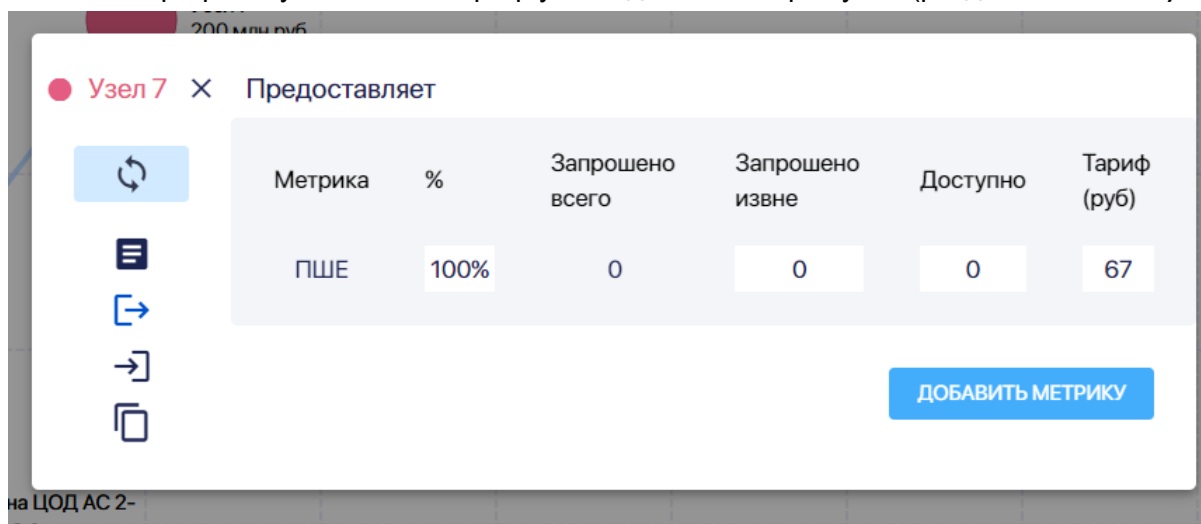 200 млн руб
Узел 7
Предоставляет
Метрика % Запрошено всего Запрошено извне Доступно Тариф (руб)
ПШЕ 100% 0 0 0 67
ДОБАВИТЬ МЕТРИКУ
на ЦОД АС 2-